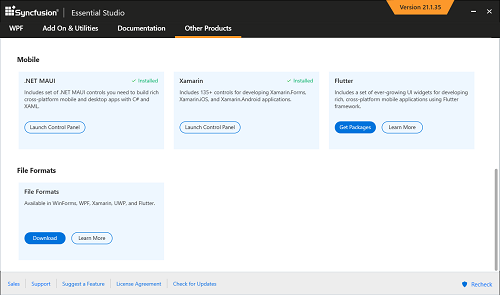 Syncfusion® Essential Studio
Version 21.1.35
WPF Add On & Utilities Documentation Other Products
Mobile
.NET MAUI Installed
Includes set of .NET MAUI controls you need to build rich
cross-platform mobile and desktop apps with C# and
XAML.
Launch Control Panel
Xamarin Installed
Includes 135+ controls for developing Xamarin.Forms,
Xamarin.iOS, and Xamarin.Android applications.
Launch Control Panel
Flutter
Includes a set of ever-growing UI widgets for developing
rich, cross-platform mobile applications using Flutter
framework.
Get Packages Learn More
File Formats
File Formats
Available in WinForms, WPF, Xamarin, UWP, and Flutter.
Download Learn More
Sales Support Suggest a Feature License Agreement Check for Updates Recheck